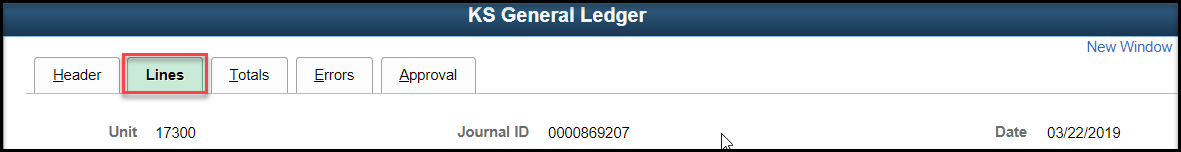 KS General Ledger
New Window
Header Lines Totals Errors Approval
Unit 17300 Journal ID 0000869207 Date 03/22/2019